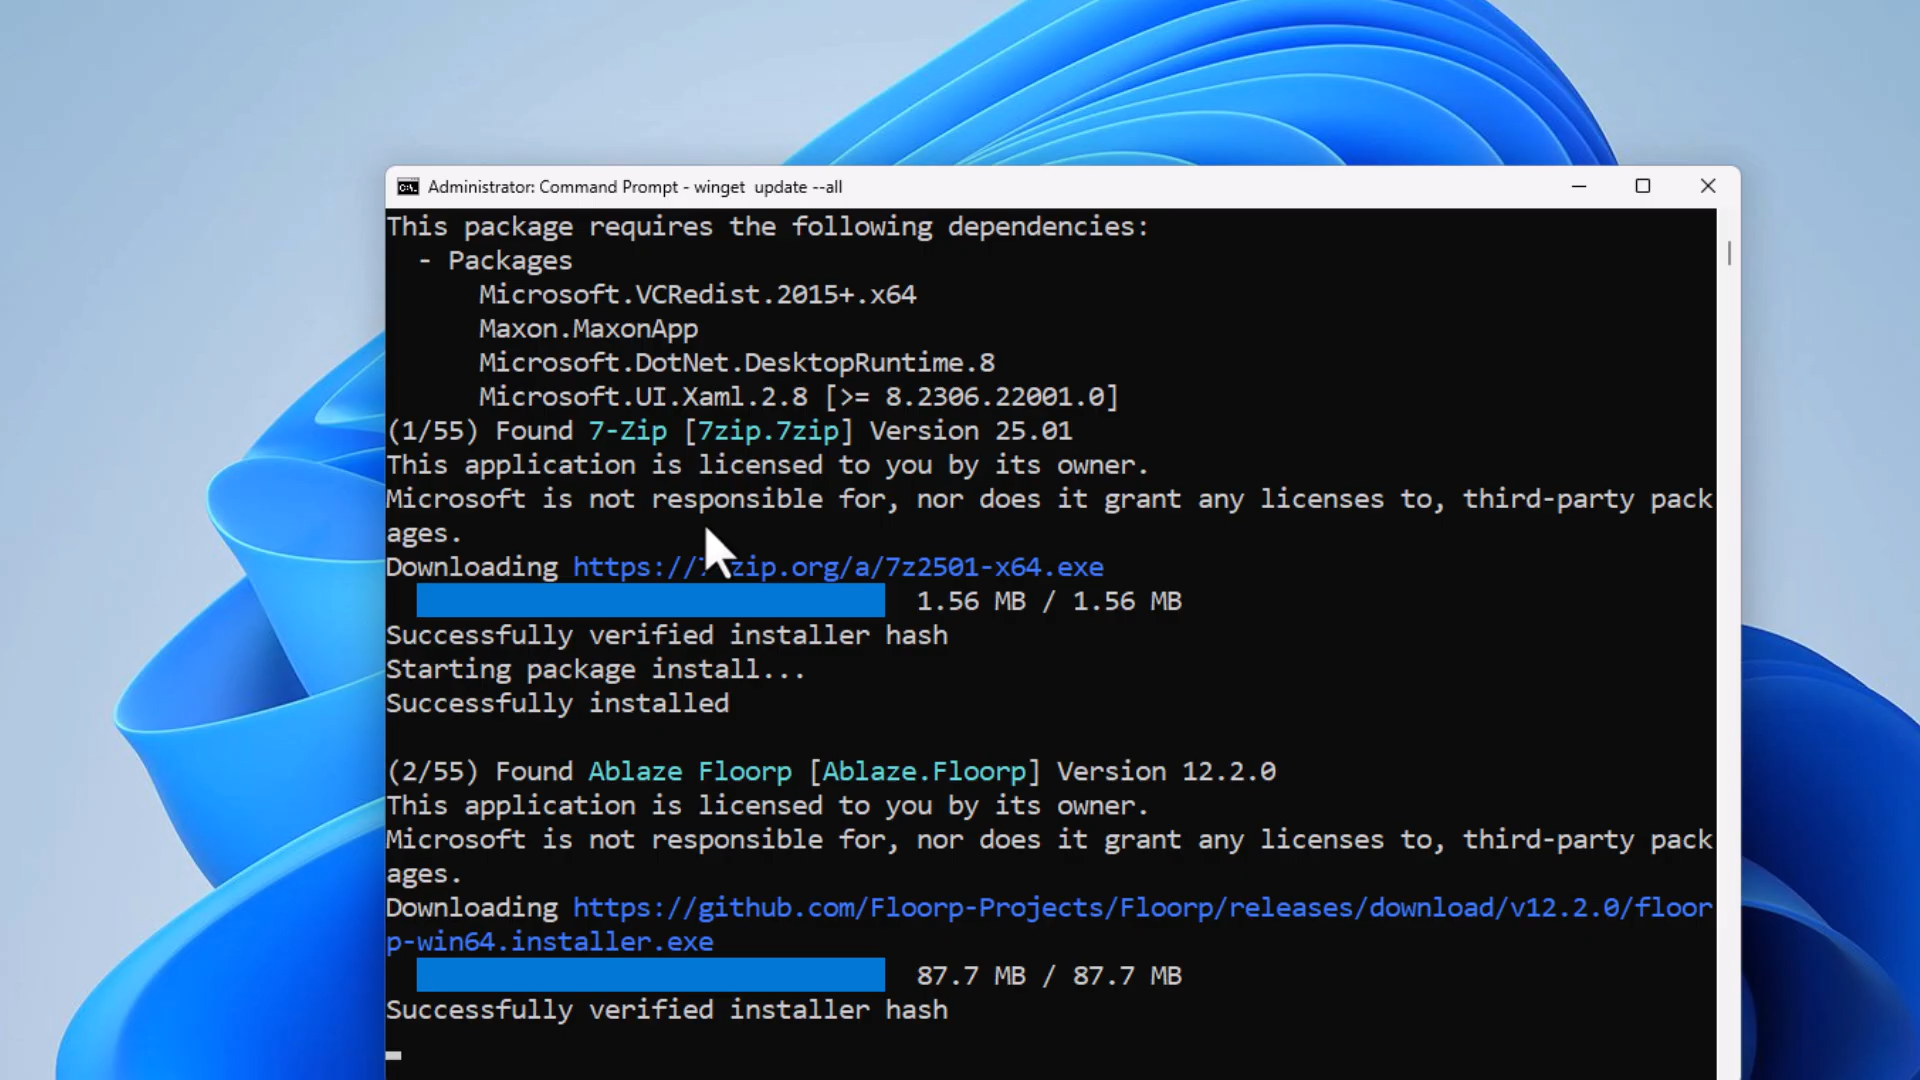 Administrator: Command Prompt - winget  update --all
This package requires the following dependencies:
- Packages
Microsoft.VCRedist.2015+.x64
Maxon.MaxonApp
Microsoft.DotNet.DesktopRuntime.8
Microsoft.UI.Xaml.2.8 [>= 8.2306.22001.0]
(1/55) Found 7-Zip [7zip.7zip] Version 25.01
This application is licensed to you by its owner.
Microsoft is not responsible for, nor does it grant any licenses to, third-party pack
ages.
Downloading https://7-zip.org/a/7z2501-x64.exe
1.56 MB / 1.56 MB
Successfully verified installer hash
Starting package install...
Successfully installed
(2/55) Found Ablaze Floorp [Ablaze.Floorp] Version 12.2.0
This application is licensed to you by its owner.
Microsoft is not responsible for, nor does it grant any licenses to, third-party pack
ages.
Downloading https://github.com/Floorp-Projects/Floorp/releases/download/v12.2.0/floor
p-win64.installer.exe
87.7 MB / 87.7 MB
Successfully verified installer hash